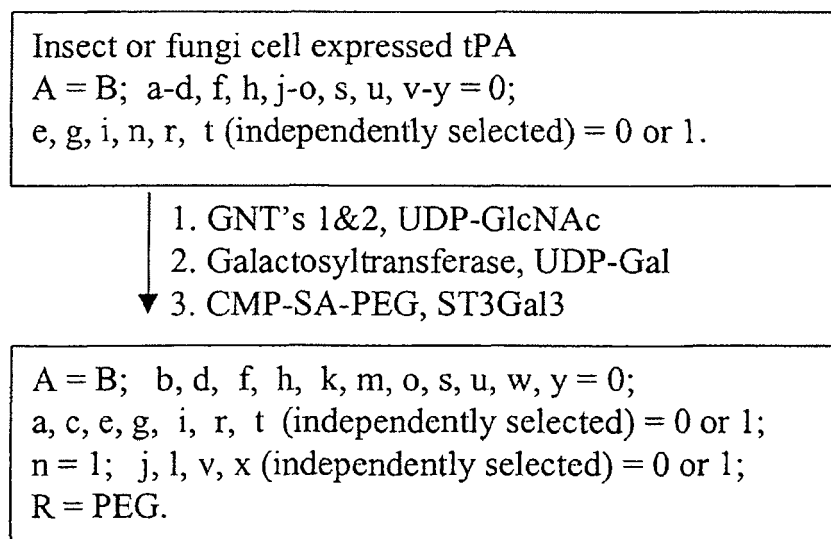 Insect or fungi cell expressed tPA
A = B; a-d, f, h, j-o, s, u, v-y = 0;
e, g, i, n, r, t (independently selected) = 0 or 1.
1. GNT's 1&2, UDP-GlcNAc
2. Galactosyltransferase, UDP-Gal
3. CMP-SA-PEG, ST3Gal3
A = B; b, d, f, h, k, m, o, s, u, w, y = 0;
a, c, e, g, i, r, t (independently selected) = 0 or 1;
n = 1; j, l, v, x (independently selected) = 0 or 1;
R = PEG.